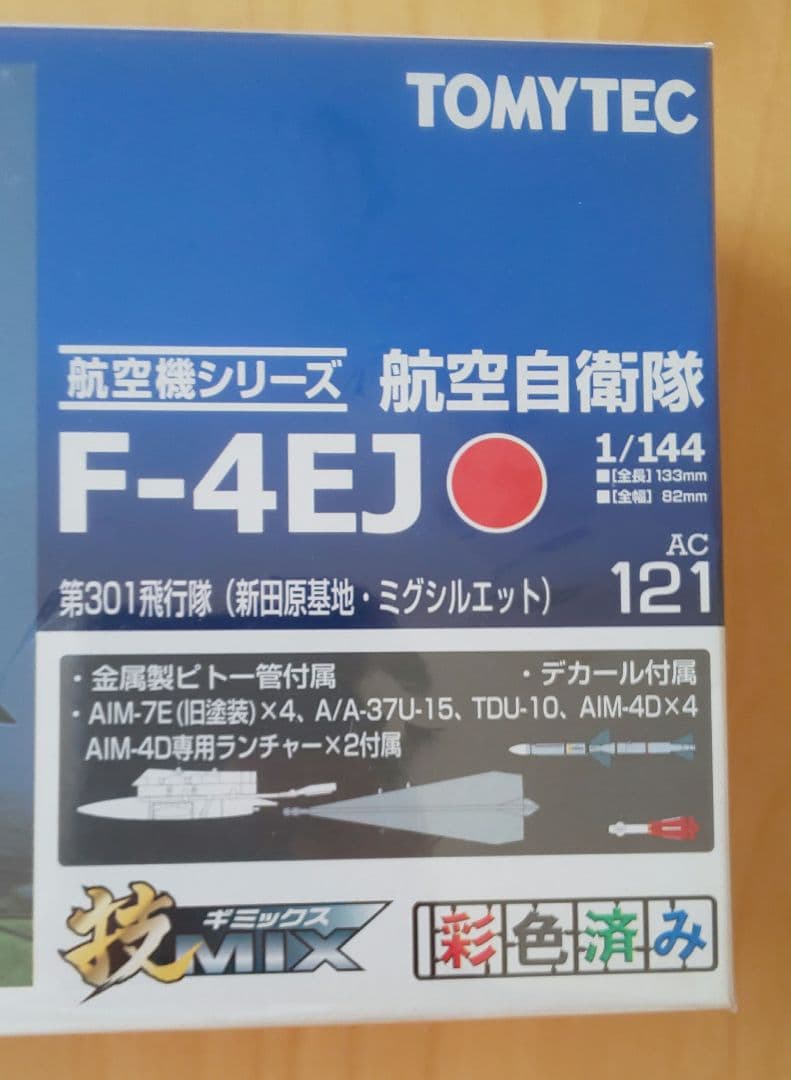 TOMYTEC
航空機シリーズ 航空自衛隊
F-4EJ
1/144
■[全長] 133mm
■[全幅] 82mm
AC
121
第301飛行隊 (新田原基地・ミグシルエット)
・金属製ピトー管付属 ・デカール付属
・AIM-7E(旧塗装)×4、A/A-37U-15、TDU-10、AIM-4D×4
AIM-4D専用ランチャー×2付属
技MIX
ギミックス
彩色済み